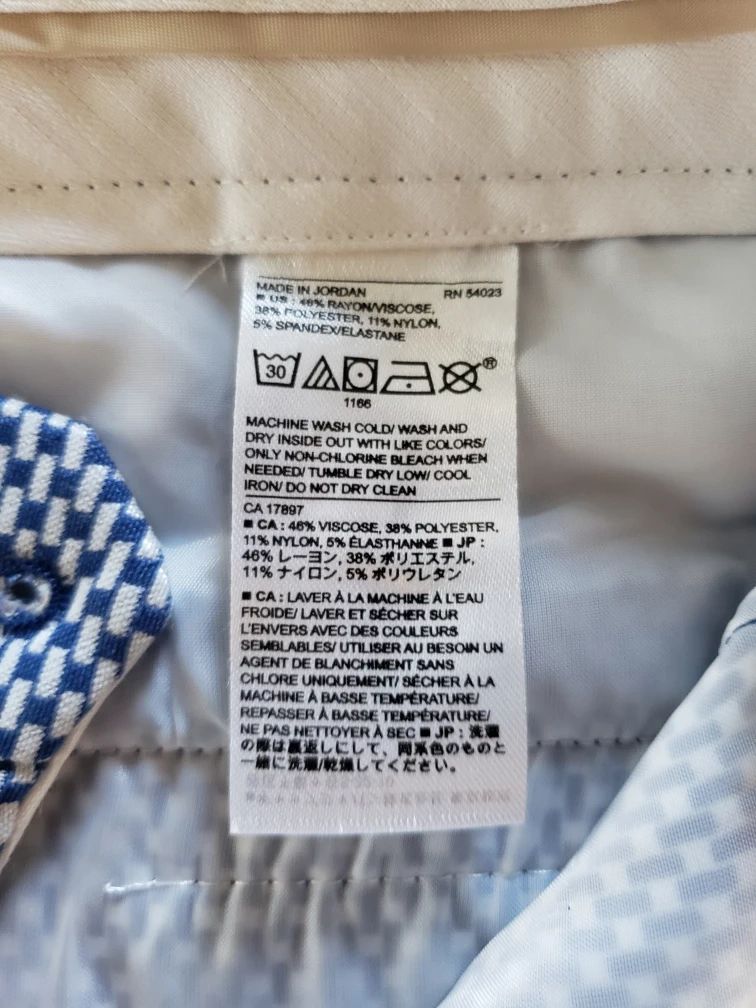 MADE IN JORDAN RN 54023
■ US : 46% RAYON/VISCOSE,
38% POLYESTER, 11% NYLON,
5% SPANDEX/ELASTANE
30 ®
1166
MACHINE WASH COLD/ WASH AND
DRY INSIDE OUT WITH LIKE COLORS/
ONLY NON-CHLORINE BLEACH WHEN
NEEDED/ TUMBLE DRY LOW/ COOL
IRON/ DO NOT DRY CLEAN
CA 17897
■ CA : 46% VISCOSE, 38% POLYESTER,
11% NYLON, 5% ÉLASTHANNE ■ JP :
46% レーヨン, 38% ポリエステル,
11% ナイロン, 5% ポリウレタン
■ CA : LAVER À LA MACHINE À L'EAU
FROIDE/ LAVER ET SÉCHER SUR
L'ENVERS AVEC DES COULEURS
SEMBLABLES/ UTILISER AU BESOIN UN
AGENT DE BLANCHIMENT SANS
CHLORE UNIQUEMENT/ SÉCHER À LA
MACHINE À BASSE TEMPÉRATURE/
REPASSER À BASSE TEMPÉRATURE/
NE PAS NETTOYER À SEC ■ JP : 洗濯
の際は裏返しにして、同系色のものと
一緒に洗濯/乾燥してください。